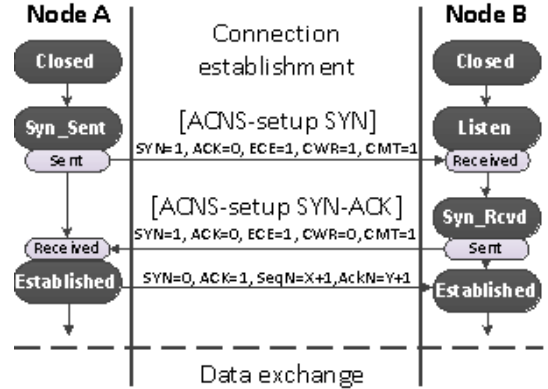 Node A
Node B
Connection
establishment
Closed
Closed
Syn_Sent
[ACNS-setup SYN]
Listen
SYN=1, ACK=0, ECE=1, CWR=1, CMT=1
Sent
Received
[ACNS-setup SYN-ACK]
Syn_Rcvd
SYN=1, ACK=0, ECE=1, CWR=0,CMT=1
Received
Sent
Established
SYN=0, ACK=1, SeqN=X+1,AckN=Y+1
Established
Data exchange